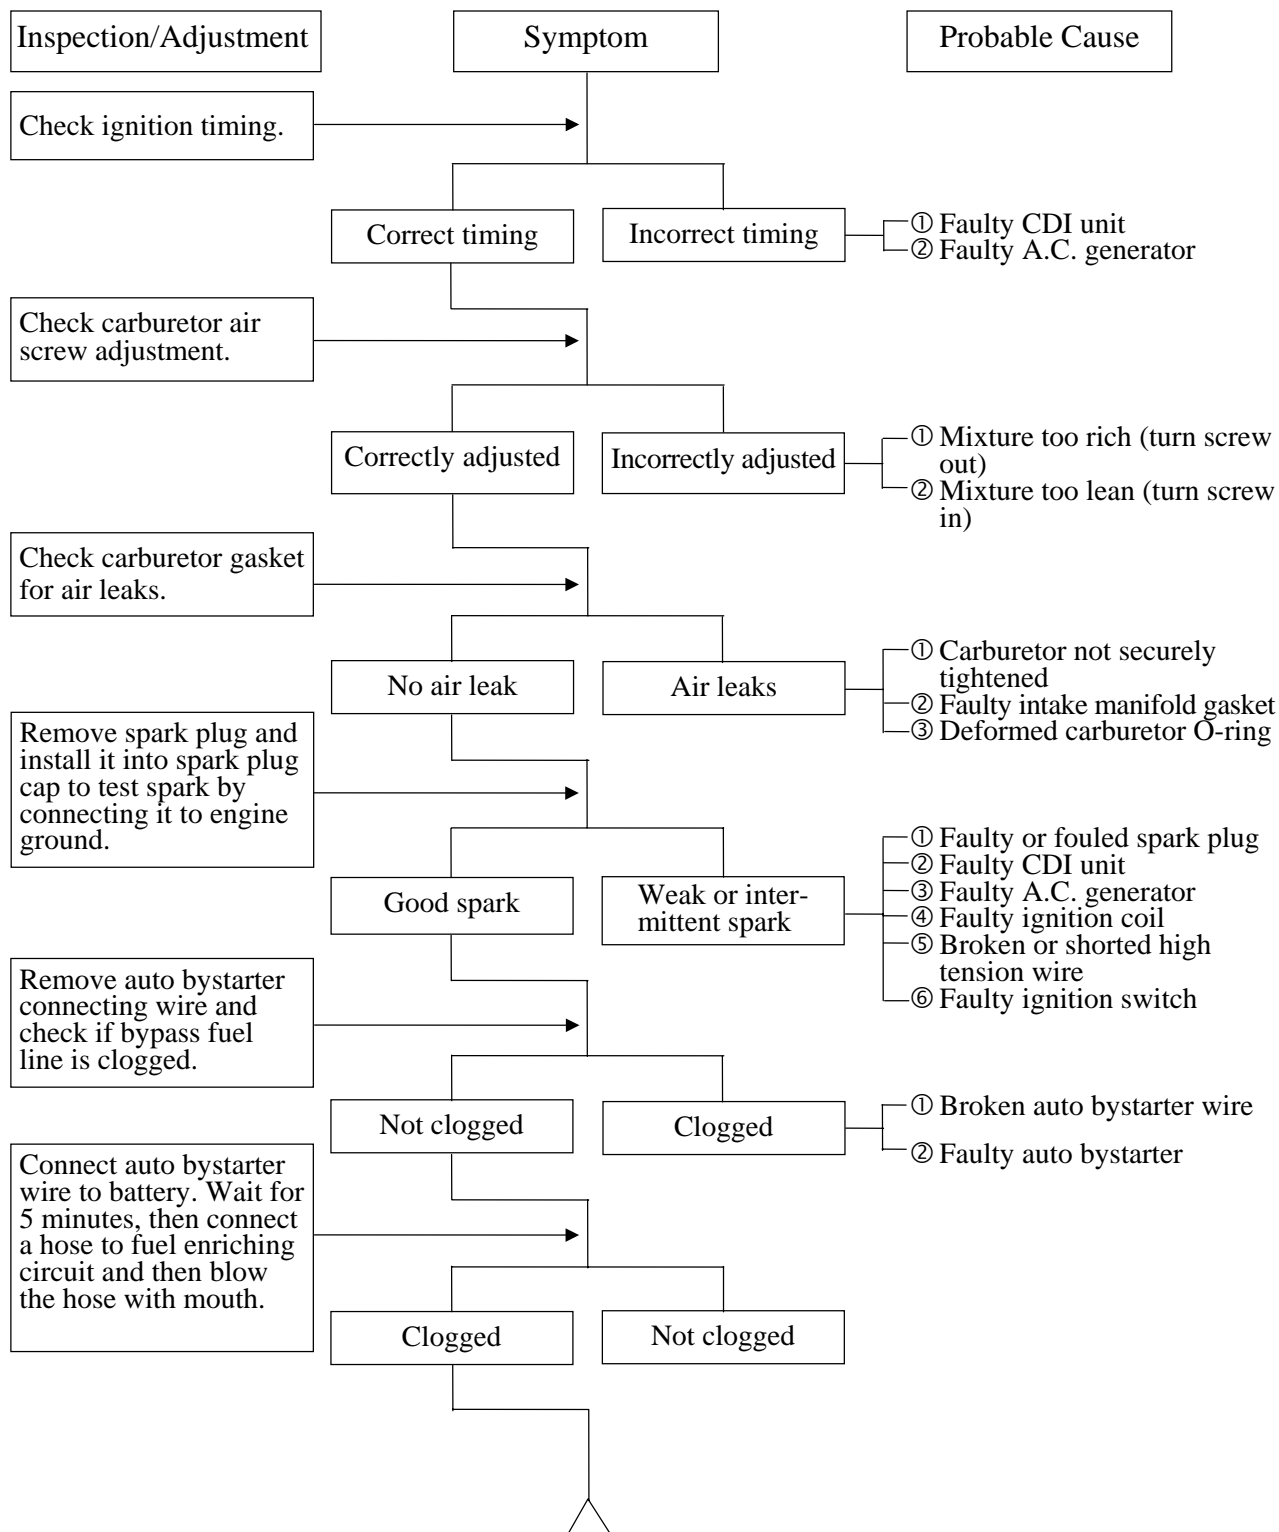 Inspection/Adjustment
Symptom
Probable Cause
Check ignition timing.
Correct timing
Incorrect timing
① Faulty CDI unit
② Faulty A.C. generator
Check carburetor air
screw adjustment.
Correctly adjusted
Incorrectly adjusted
① Mixture too rich (turn screw
out)
② Mixture too lean (turn screw
in)
Check carburetor gasket
for air leaks.
No air leak
Air leaks
① Carburetor not securely
tightened
② Faulty intake manifold gasket
③ Deformed carburetor O-ring
Remove spark plug and
install it into spark plug
cap to test spark by
connecting it to engine
ground.
Good spark
Weak or inter-
mittent spark
① Faulty or fouled spark plug
② Faulty CDI unit
③ Faulty A.C. generator
④ Faulty ignition coil
⑤ Broken or shorted high
tension wire
⑥ Faulty ignition switch
Remove auto bystarter
connecting wire and
check if bypass fuel
line is clogged.
Not clogged
Clogged
① Broken auto bystarter wire
② Faulty auto bystarter
Connect auto bystarter
wire to battery. Wait for
5 minutes, then connect
a hose to fuel enriching
circuit and then blow
the hose with mouth.
Clogged
Not clogged